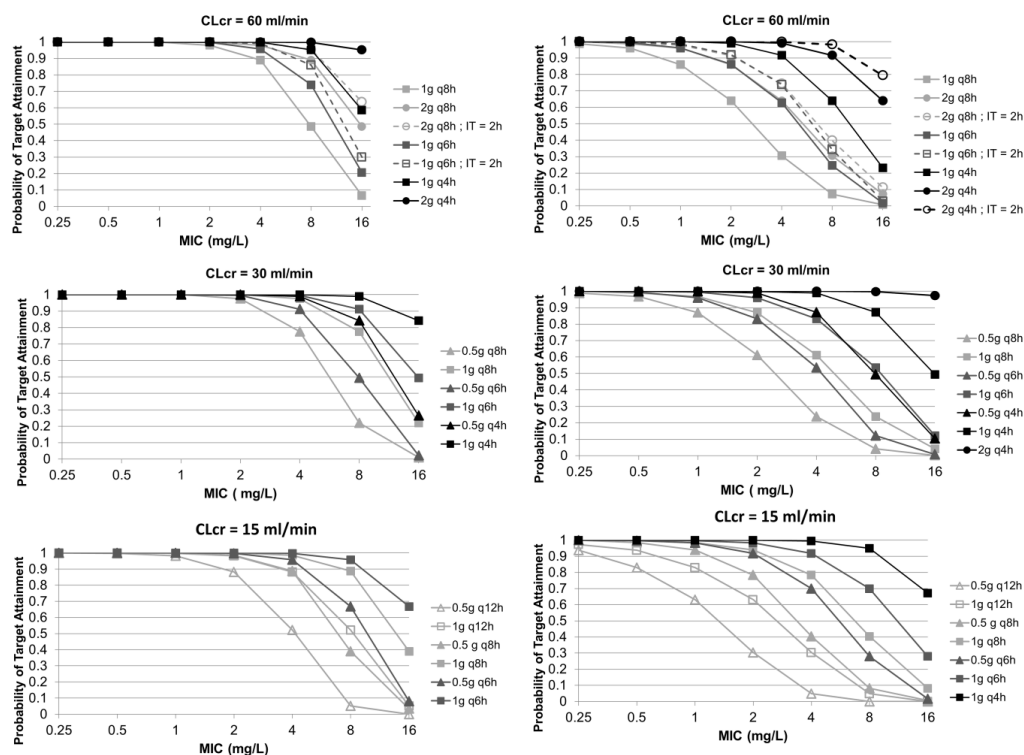 CLcr = 60 ml/min
Probability of Target Attainment
1
0.9
0.8
0.7
0.6
0.5
0.4
0.3
0.2
0.1
0
0.25 0.5 1 2 4 8 16
MIC (mg/L)
1g q8h
2g q8h
2g q8h ; IT = 2h
1g q6h
1g q6h ; IT = 2h
1g q4h
2g q4h
CLcr = 60 ml/min
Probability of Target Attainment
1
0.9
0.8
0.7
0.6
0.5
0.4
0.3
0.2
0.1
0
0.25 0.5 1 2 4 8 16
MIC (mg/L)
1g q8h
2g q8h
2g q8h ; IT = 2h
1g q6h
1g q6h ; IT = 2h
1g q4h
2g q4h
2g q4h ; IT = 2h
CLcr = 30 ml/min
Probability of Target Attainment
1
0.9
0.8
0.7
0.6
0.5
0.4
0.3
0.2
0.1
0
0.25 0.5 1 2 4 8 16
MIC ( mg/L)
0.5g q8h
1g q8h
0.5g q6h
1g q6h
0.5g q4h
1g q4h
CLcr = 30 ml/min
Probability of Target Attainment
1
0.9
0.8
0.7
0.6
0.5
0.4
0.3
0.2
0.1
0
0.25 0.5 1 2 4 8 16
MIC (mg/L)
0.5g q8h
1g q8h
0.5g q6h
1g q6h
0.5g q4h
1g q4h
2g q4h
CLcr = 15 ml/min
Probability of Target Attainment
1
0.9
0.8
0.7
0.6
0.5
0.4
0.3
0.2
0.1
0
0.25 0.5 1 2 4 8 16
MIC (mg/L)
0.5g q12h
1g q12h
0.5 g q8h
1g q8h
0.5g q6h
1g q6h
CLcr = 15 ml/min
Probability of Target Attainment
1
0.9
0.8
0.7
0.6
0.5
0.4
0.3
0.2
0.1
0
0.25 0.5 1 2 4 8 16
MIC (mg/L)
0.5g q12h
1g q12h
0.5 g q8h
1g q8h
0.5g q6h
1g q6h
1g q4h